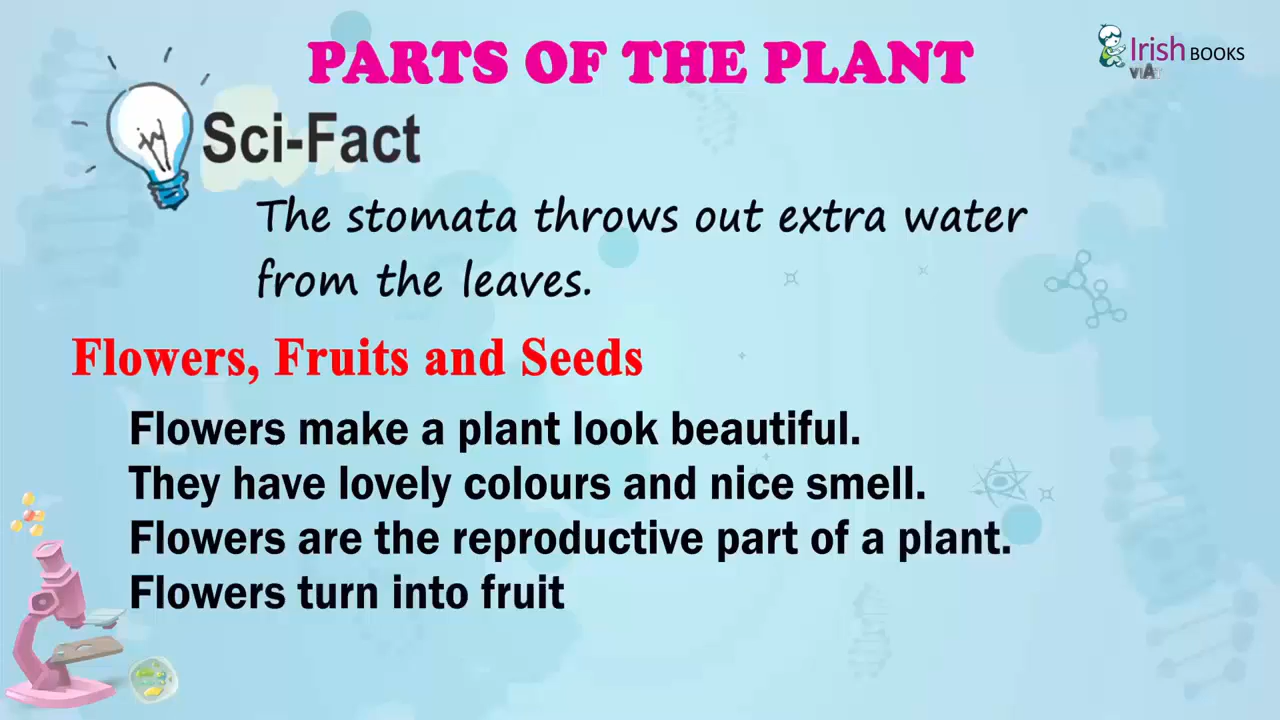 PARTS OF THE PLANT
Irish BOOKS
Sci-Fact
The stomata throws out extra water
from the leaves.
Flowers, Fruits and Seeds
Flowers make a plant look beautiful.
They have lovely colours and nice smell.
Flowers are the reproductive part of a plant.
Flowers turn into fruit